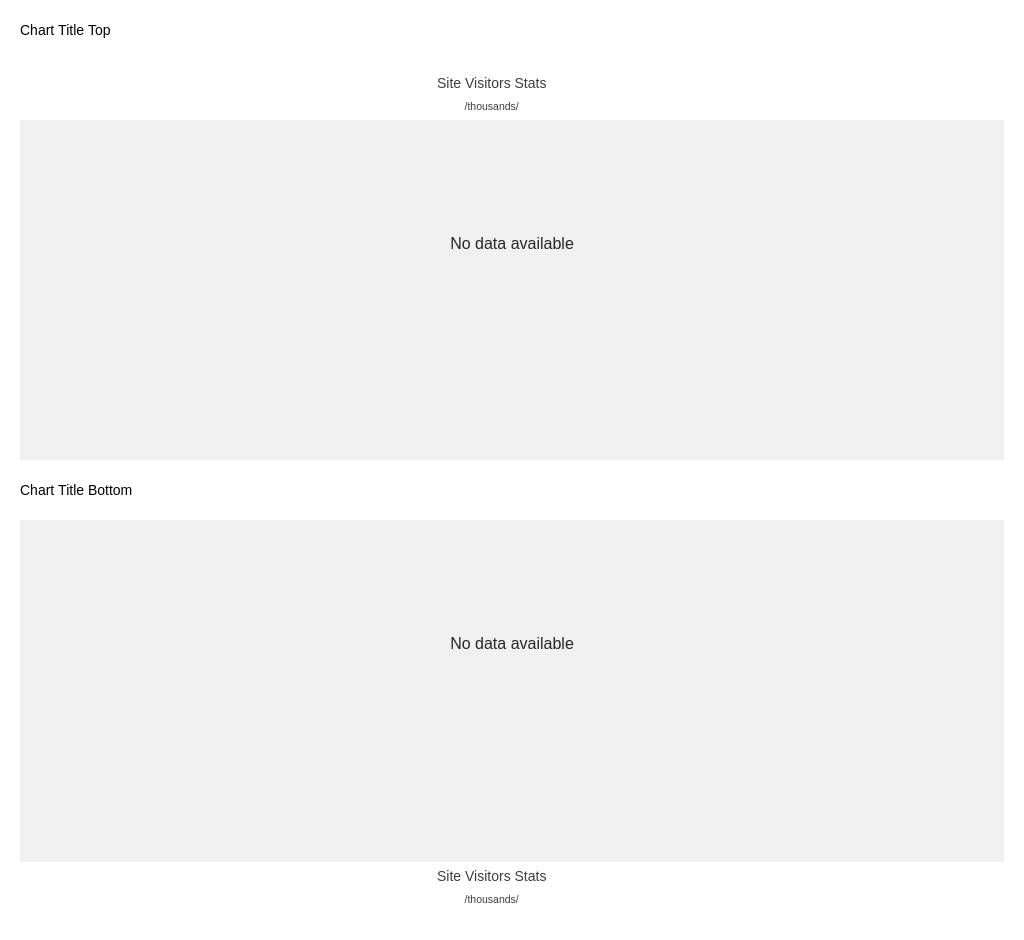 Chart Title Top
Site Visitors Stats
/thousands/
No data available
Chart Title Bottom
No data available
Site Visitors Stats
/thousands/